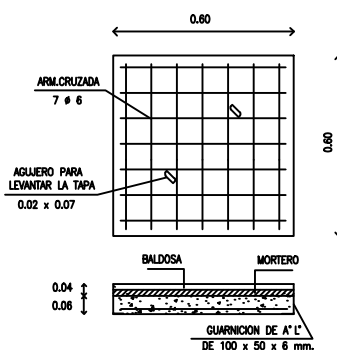 0.60
ARM.CRUZADA
7 ø 6
0.60
AGUJERO PARA
LEVANTAR LA TAPA
0.02 x 0.07
BALDOSA
MORTERO
0.04
0.06
GUARNICION DE A°L°
DE 100 x 50 x 6 mm.